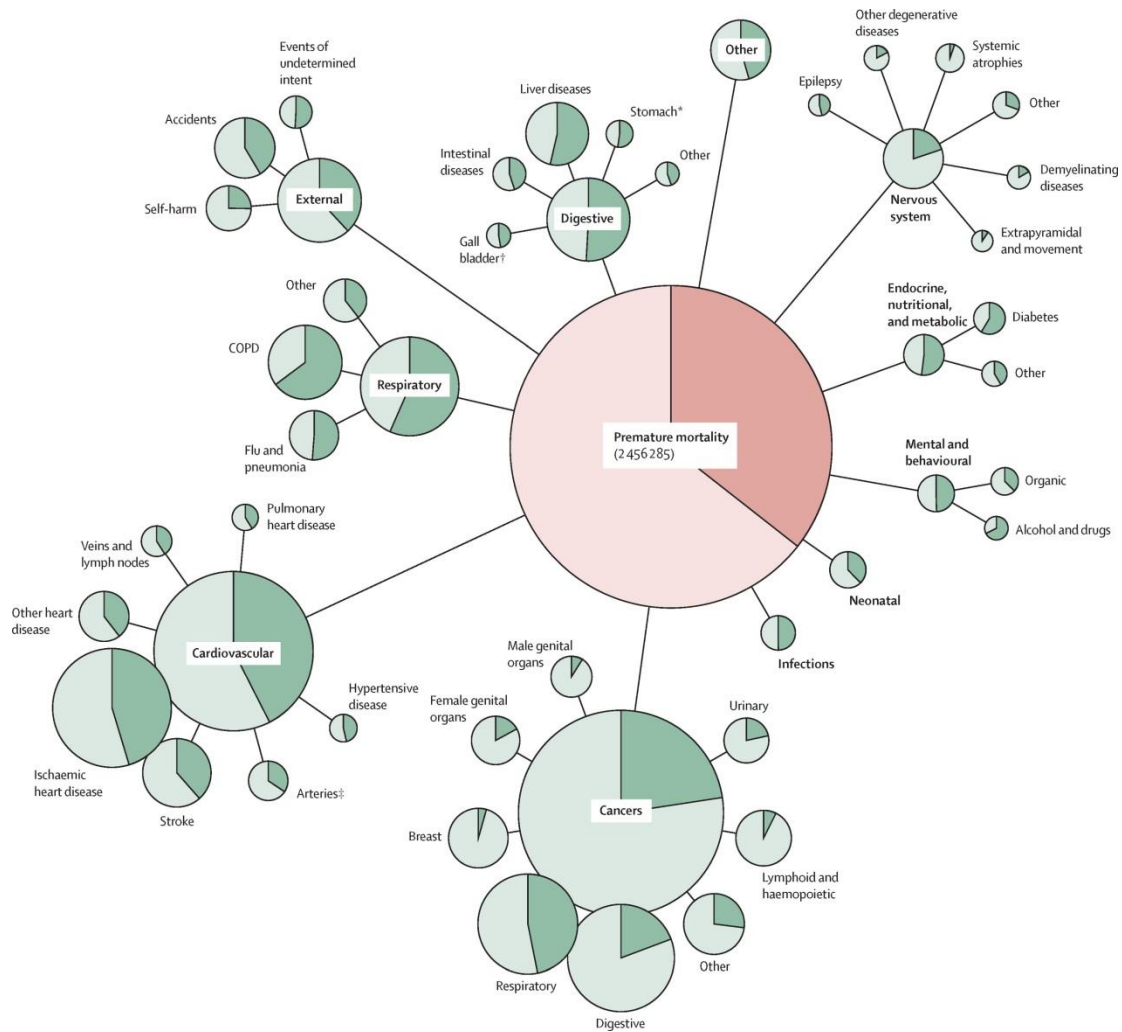 Other
Other degenerative
diseases
Systemic
atrophies
Epilepsy
Other
Demyelinating
diseases
Nervous
system
Extrapyramidal
and movement
Events of
undetermined
intent
Accidents
Self-harm
External
Liver diseases
Stomach*
Intestinal
diseases
Other
Digestive
Gall
bladder†
Endocrine,
nutritional,
and metabolic
Diabetes
Other
Other
COPD
Respiratory
Flu and
pneumonia
Premature mortality
(2 456 285)
Mental and
behavioural
Organic
Alcohol and drugs
Neonatal
Infections
Pulmonary
heart disease
Veins and
lymph nodes
Other heart
disease
Cardiovascular
Hypertensive
disease
Ischaemic
heart disease
Stroke
Arteries‡
Male genital
organs
Female genital
organs
Urinary
Breast
Cancers
Lymphoid and
haemopoietic
Other
Respiratory
Digestive